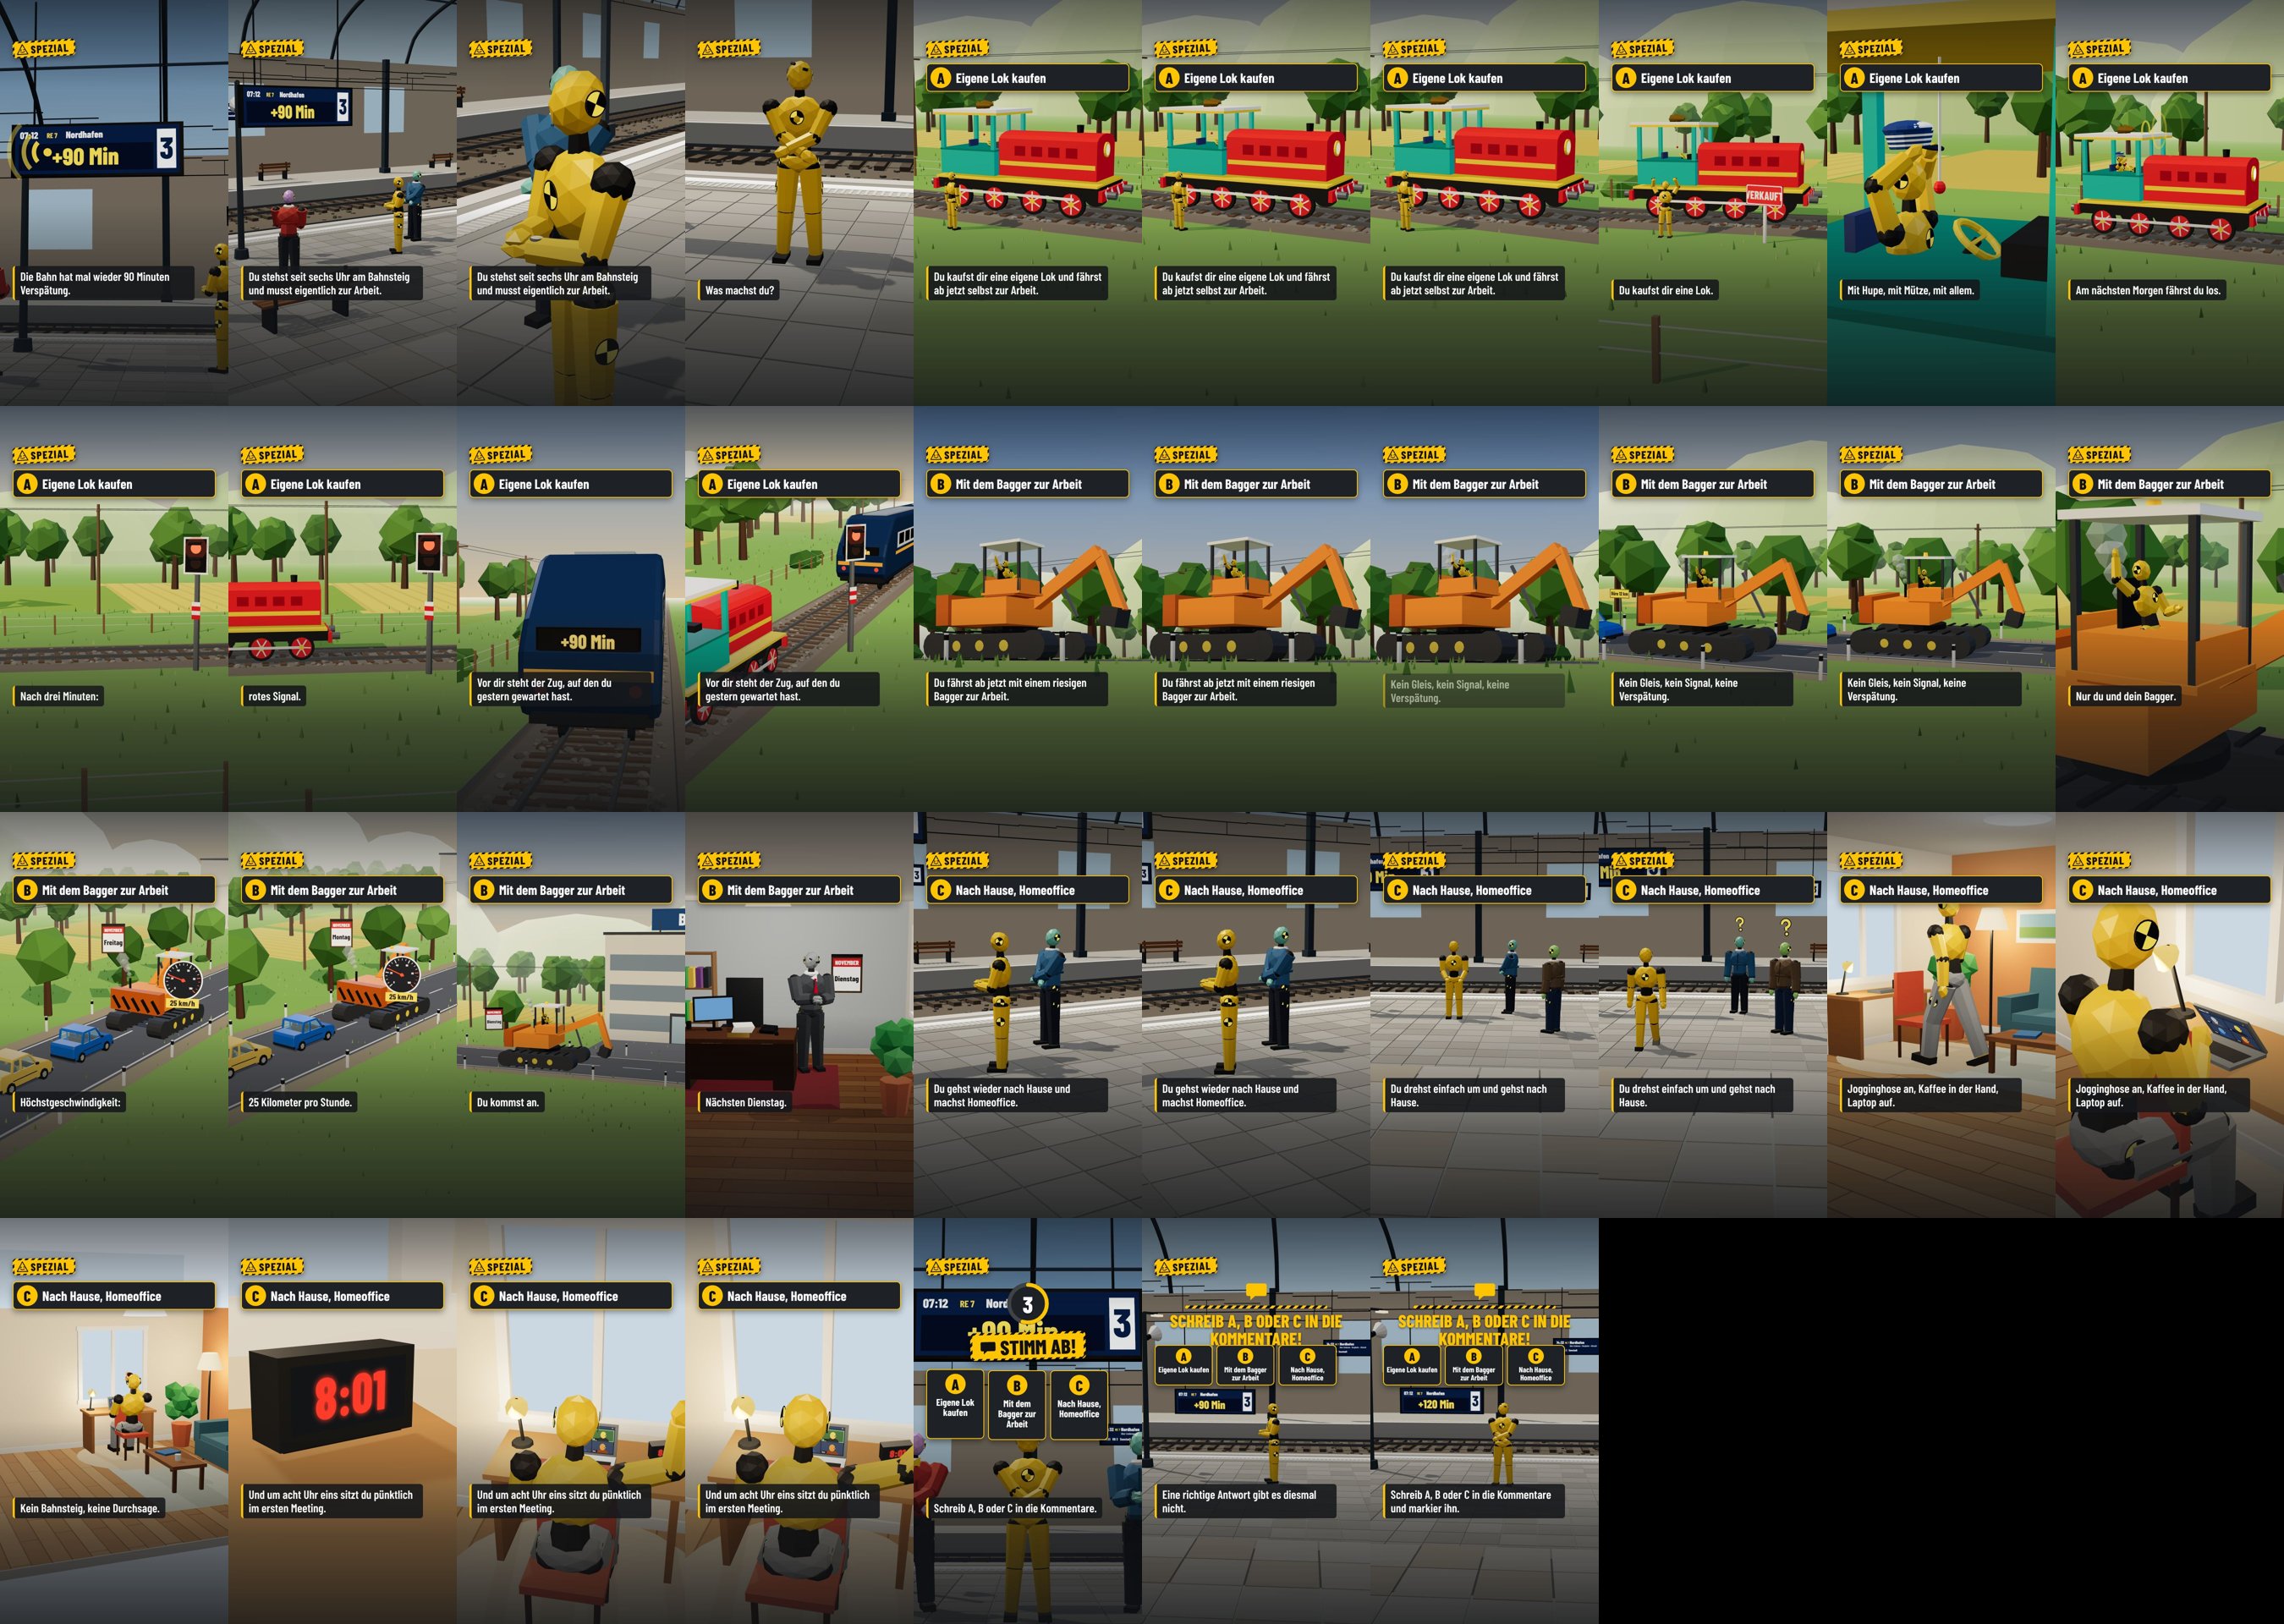 SPEZIAL
07:12 RE 7 Nordhafen
+90 Min
3
Die Bahn hat mal wieder 90 Minuten
Verspätung.
SPEZIAL
07:12 RE 7 Nordhafen
+90 Min
3
Du stehst seit sechs Uhr am Bahnsteig
und musst eigentlich zur Arbeit.
SPEZIAL
Du stehst seit sechs Uhr am Bahnsteig
und musst eigentlich zur Arbeit.
SPEZIAL
Was machst du?
SPEZIAL
A Eigene Lok kaufen
Du kaufst dir eine eigene Lok und fährst
ab jetzt selbst zur Arbeit.
SPEZIAL
A Eigene Lok kaufen
Du kaufst dir eine eigene Lok und fährst
ab jetzt selbst zur Arbeit.
SPEZIAL
A Eigene Lok kaufen
Du kaufst dir eine eigene Lok und fährst
ab jetzt selbst zur Arbeit.
SPEZIAL
A Eigene Lok kaufen
VERKAUFT
Du kaufst dir eine Lok.
SPEZIAL
A Eigene Lok kaufen
Mit Hupe, mit Mütze, mit allem.
SPEZIAL
A Eigene Lok kaufen
Am nächsten Morgen fährst du los.
SPEZIAL
A Eigene Lok kaufen
Nach drei Minuten:
SPEZIAL
A Eigene Lok kaufen
rotes Signal.
SPEZIAL
A Eigene Lok kaufen
+90 Min
Vor dir steht der Zug, auf den du
gestern gewartet hast.
SPEZIAL
A Eigene Lok kaufen
Vor dir steht der Zug, auf den du
gestern gewartet hast.
SPEZIAL
B Mit dem Bagger zur Arbeit
Du fährst ab jetzt mit einem riesigen
Bagger zur Arbeit.
SPEZIAL
B Mit dem Bagger zur Arbeit
Du fährst ab jetzt mit einem riesigen
Bagger zur Arbeit.
SPEZIAL
B Mit dem Bagger zur Arbeit
Kein Gleis, kein Signal, keine
Verspätung.
SPEZIAL
B Mit dem Bagger zur Arbeit
Kein Gleis, kein Signal, keine
Verspätung.
SPEZIAL
B Mit dem Bagger zur Arbeit
Kein Gleis, kein Signal, keine
Verspätung.
SPEZIAL
B Mit dem Bagger zur Arbeit
Nur du und dein Bagger.
SPEZIAL
B Mit dem Bagger zur Arbeit
NOVEMBER
Freitag
25 km/h
Höchstgeschwindigkeit:
SPEZIAL
B Mit dem Bagger zur Arbeit
NOVEMBER
Montag
25 km/h
25 Kilometer pro Stunde.
SPEZIAL
B Mit dem Bagger zur Arbeit
NOVEMBER
Dienstag
Du kommst an.
SPEZIAL
B Mit dem Bagger zur Arbeit
NOVEMBER
Dienstag
Nächsten Dienstag.
SPEZIAL
C Nach Hause, Homeoffice
3
Du gehst wieder nach Hause und
machst Homeoffice.
SPEZIAL
C Nach Hause, Homeoffice
Du gehst wieder nach Hause und
machst Homeoffice.
SPEZIAL
C Nach Hause, Homeoffice
Du drehst einfach um und gehst nach
Hause.
SPEZIAL
C Nach Hause, Homeoffice
Min
? ?
Du drehst einfach um und gehst nach
Hause.
SPEZIAL
C Nach Hause, Homeoffice
Jogginghose an, Kaffee in der Hand,
Laptop auf.
SPEZIAL
C Nach Hause, Homeoffice
Jogginghose an, Kaffee in der Hand,
Laptop auf.
SPEZIAL
C Nach Hause, Homeoffice
Kein Bahnsteig, keine Durchsage.
SPEZIAL
C Nach Hause, Homeoffice
8:01
Und um acht Uhr eins sitzt du pünktlich
im ersten Meeting.
SPEZIAL
C Nach Hause, Homeoffice
Und um acht Uhr eins sitzt du pünktlich
im ersten Meeting.
SPEZIAL
C Nach Hause, Homeoffice
Und um acht Uhr eins sitzt du pünktlich
im ersten Meeting.
SPEZIAL
07:12 RE 7 Nord
3
3
+90 Min
STIMM AB!
A
Eigene Lok
kaufen
B
Mit dem
Bagger zur
Arbeit
C
Nach Hause,
Homeoffice
Schreib A, B oder C in die Kommentare.
SPEZIAL
SCHREIB A, B ODER C IN DIE
KOMMENTARE!
A
Eigene Lok kaufen
B
Mit dem Bagger
zur Arbeit
C
Nach Hause,
Homeoffice
07:12 RE 7 Nordhafen
+90 Min
3
Eine richtige Antwort gibt es diesmal
nicht.
SPEZIAL
SCHREIB A, B ODER C IN DIE
KOMMENTARE!
A
Eigene Lok kaufen
B
Mit dem Bagger
zur Arbeit
C
Nach Hause,
Homeoffice
07:12 RE 7 Nordhafen
+120 Min
3
Schreib A, B oder C in die Kommentare
und markier ihn.